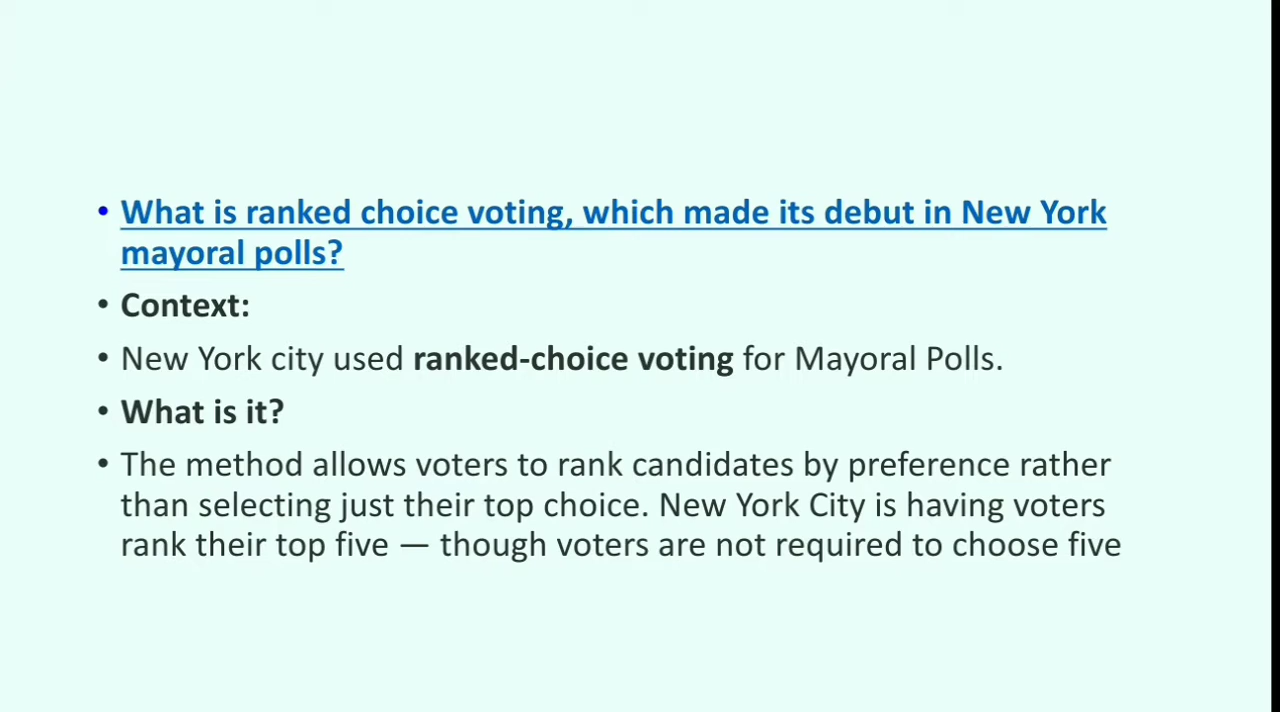 • What is ranked choice voting, which made its debut in New York
mayoral polls?
• Context:
• New York city used ranked-choice voting for Mayoral Polls.
• What is it?
• The method allows voters to rank candidates by preference rather
than selecting just their top choice. New York City is having voters
rank their top five — though voters are not required to choose five